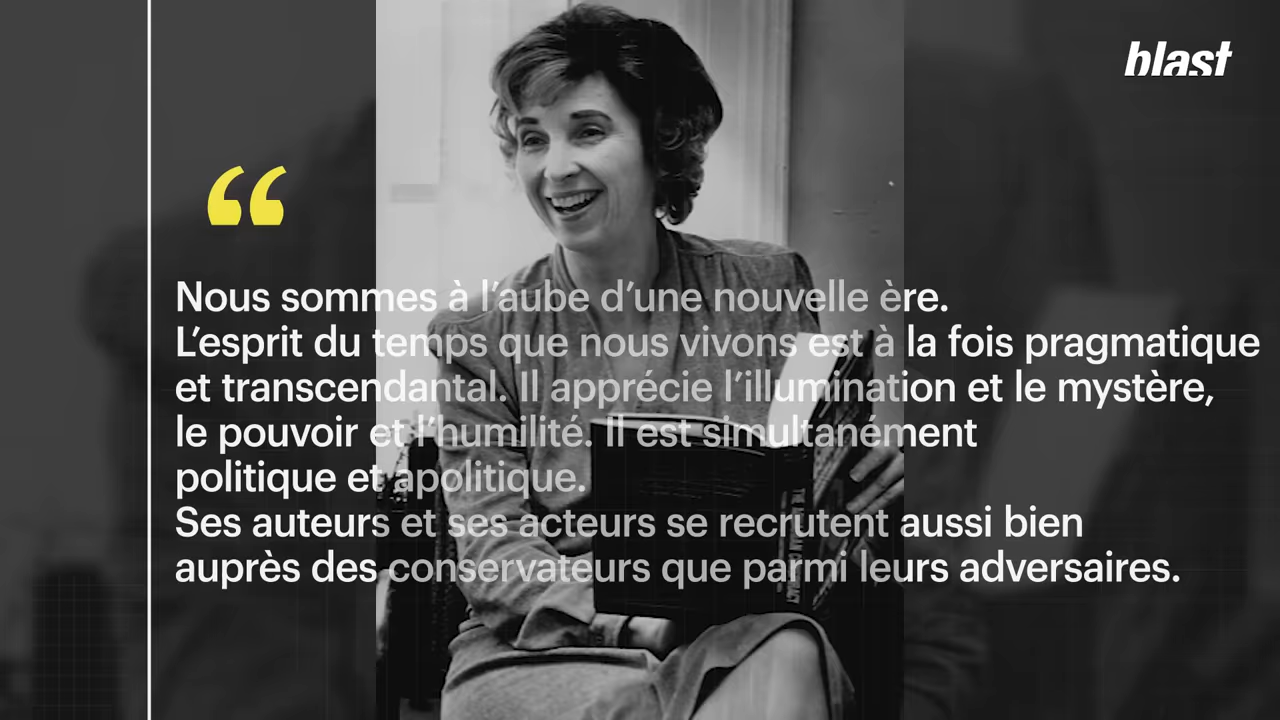 blast
“
Nous sommes à l’aube d’une nouvelle ère.
L’esprit du temps que nous vivons est à la fois pragmatique
et transcendantal. Il apprécie l’illumination et le mystère,
le pouvoir et l’humilité. Il est simultanément
politique et apolitique.
Ses auteurs et ses acteurs se recrutent aussi bien
auprès des conservateurs que parmi leurs adversaires.